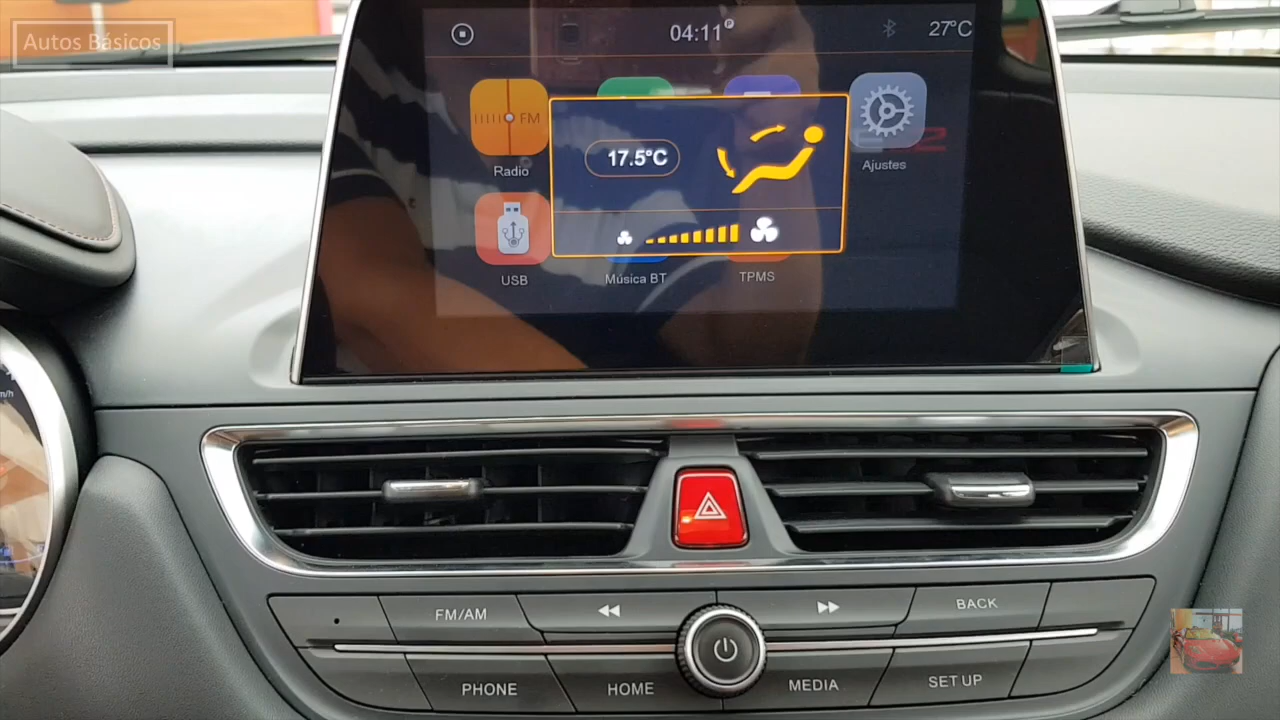 Autos Básicos
04:11 P
27°C
FM
Radio
17.5°C
Ajustes
USB
Música BT
TPMS
FM/AM
BACK
PHONE
HOME
MEDIA
SET UP